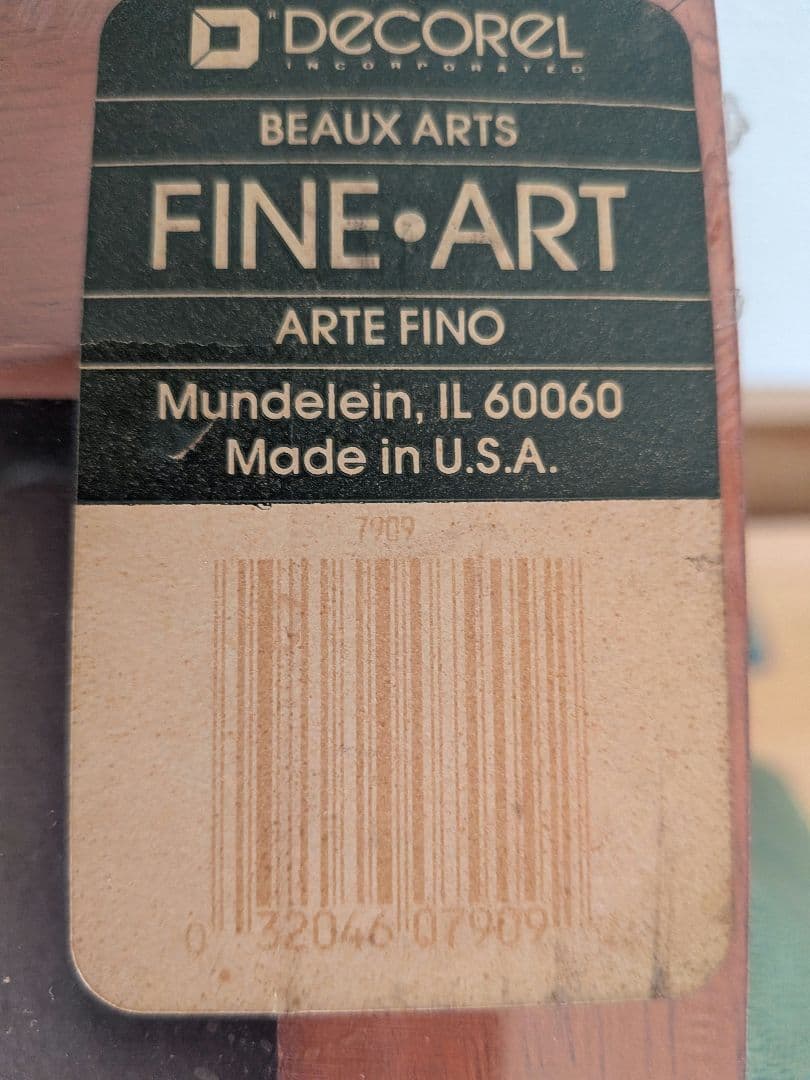 DECOREL
INCORPORATED
BEAUX ARTS
FINE•ART
ARTE FINO
Mundelein, IL 60060
Made in U.S.A.
7909
0 32046 07909